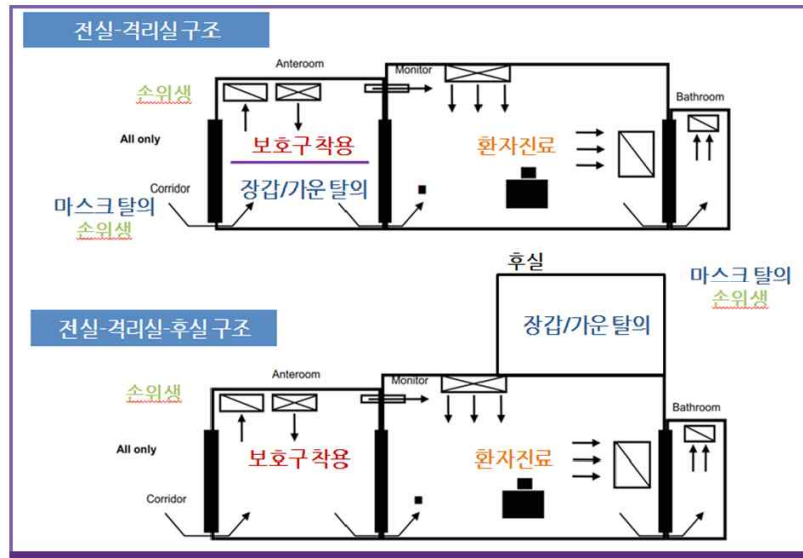 전실-격리실 구조
Anteroom
Monitor
손위생
Bathroom
All only
보호구 착용
환자진료
장갑/가운 탈의
Corridor
마스크 탈의
손위생
후실
마스크 탈의
손위생
장갑/가운 탈의
전실-격리실-후실 구조
Anteroom
Monitor
손위생
Bathroom
All only
보호구 착용
환자진료
Corridor